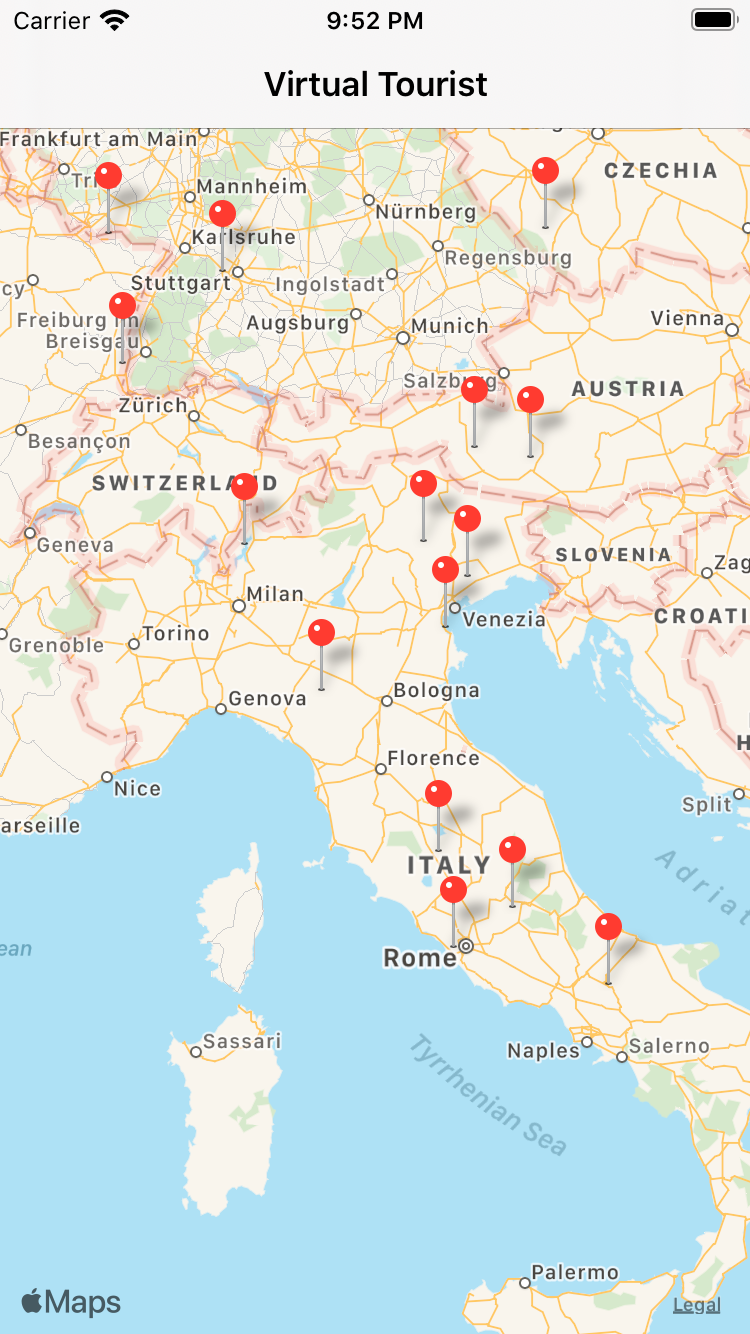 Carrier
9:52 PM
Virtual Tourist
Frankfurt am Main
CZECHIA
Mannheim
Nürnberg
Karlsruhe
Regensburg
Stuttgart
Ingolstadt
cy
Freiburg im
Breisgau
Augsburg
Munich
Vienna
Salzburg
AUSTRIA
Zürich
Besançon
SWITZERLAND
Geneva
SLOVENIA
Zag
Milan
Venezia
CROATI
Torino
Grenoble
Genova
Bologna
H
Florence
Nice
Split
arseille
ITALY
Adriat
ean
Rome
Sassari
Naples
Salerno
Tyrrhenian Sea
Palermo
Maps
Legal